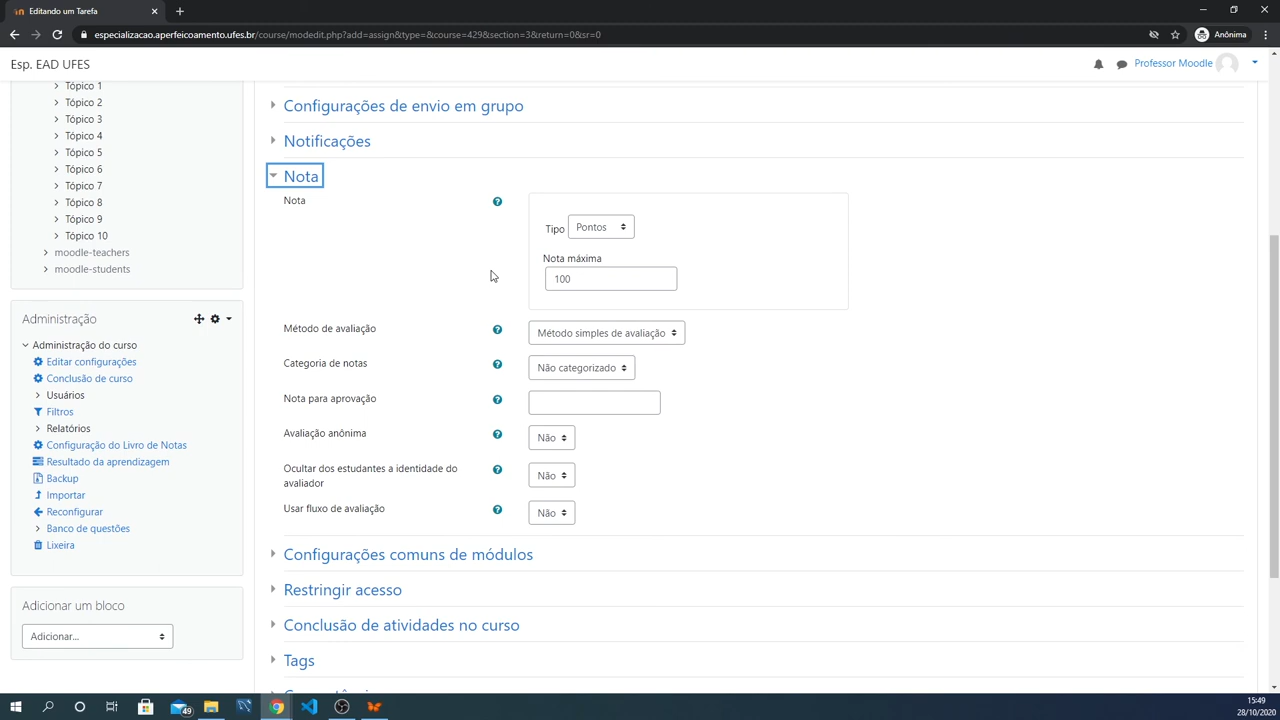 Editando um Tarefa
especializacao.aperfeicoamento.ufes.br/course/modedit.php?add=assign&type=&course=429&section=3&return=0&sr=0
Anônima
Esp. EAD UFES
Professor Moodle
Tópico 1
Tópico 2
Tópico 3
Tópico 4
Tópico 5
Tópico 6
Tópico 7
Tópico 8
Tópico 9
Tópico 10
moodle-teachers
moodle-students
Administração
Administração do curso
Editar configurações
Conclusão de curso
Usuários
Filtros
Relatórios
Configuração do Livro de Notas
Resultado da aprendizagem
Backup
Importar
Reconfigurar
Banco de questões
Lixeira
Adicionar um bloco
Adicionar...
Configurações de envio em grupo
Notificações
Nota
Nota
Tipo Pontos
Nota máxima
100
Método de avaliação
Método simples de avaliação
Categoria de notas
Não categorizado
Nota para aprovação
Avaliação anônima
Não
Ocultar dos estudantes a identidade do
avaliador
Não
Usar fluxo de avaliação
Não
Configurações comuns de módulos
Restringir acesso
Conclusão de atividades no curso
Tags
49
15:49
28/10/2020